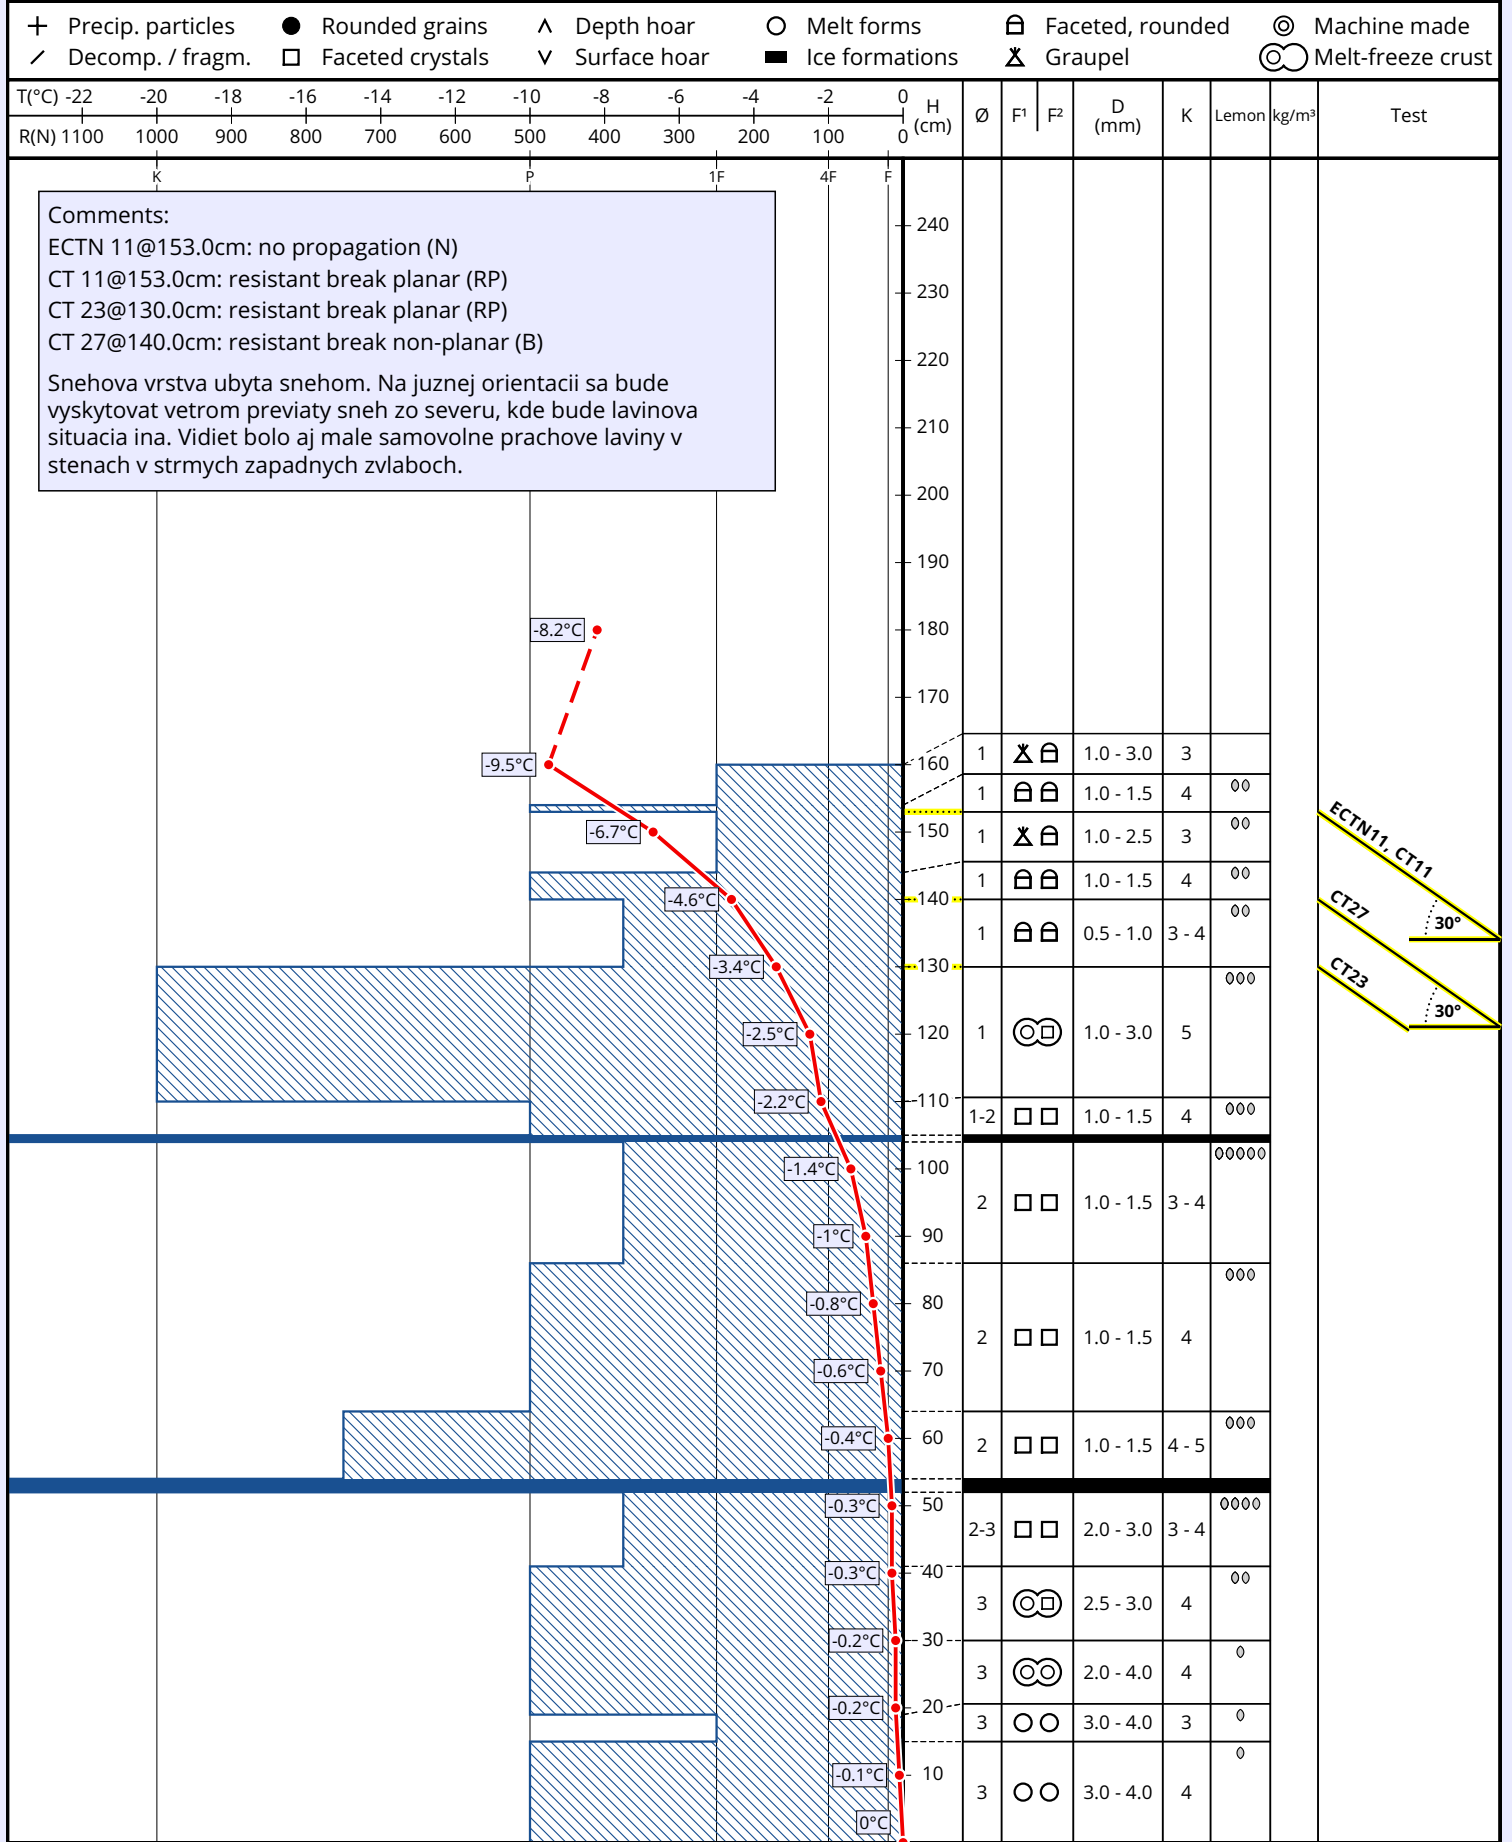 Precip. particles Rounded grains Depth hoar Melt forms Faceted, rounded Machine made
Decomp. / fragm. Faceted crystals Surface hoar Ice formations Graupel Melt-freeze crust
T(°C) -22 -20 -18 -16 -14 -12 -10 -8 -6 -4 -2 0
R(N) 1100 1000 900 800 700 600 500 400 300 200 100 0
H (cm) Ø F¹ F² D (mm) K Lemon kg/m³ Test
K P 1F 4F F
Comments:
ECTN 11@153.0cm: no propagation (N)
CT 11@153.0cm: resistant break planar (RP)
CT 23@130.0cm: resistant break planar (RP)
CT 27@140.0cm: resistant break non-planar (B)
Snehova vrstva ubyta snehom. Na juznej orientacii sa bude
vyskytovat vetrom previaty sneh zo severu, kde bude lavinova
situacia ina. Vidiet bolo aj male samovolne prachove laviny v
stenach v strmych zapadnych zvlaboch.
240
230
220
210
200
190
-8.2°C 180
170
1 1.0 - 3.0 3
-9.5°C 160
1 1.0 - 1.5 4
ECTN11, CT11
-6.7°C 150 1 1.0 - 2.5 3
1 1.0 - 1.5 4
-4.6°C 140
CT27
30°
1 0.5 - 1.0 3 - 4
-3.4°C 130
CT23
30°
-2.5°C 120 1 1.0 - 3.0 5
-2.2°C 110
1-2 1.0 - 1.5 4
-1.4°C 100
2 1.0 - 1.5 3 - 4
-1°C 90
-0.8°C 80
2 1.0 - 1.5 4
-0.6°C 70
-0.4°C 60 2 1.0 - 1.5 4 - 5
-0.3°C 50
2-3 2.0 - 3.0 3 - 4
-0.3°C 40
3 2.5 - 3.0 4
-0.2°C 30
3 2.0 - 4.0 4
-0.2°C 20
3 3.0 - 4.0 3
-0.1°C 10
3 3.0 - 4.0 4
0°C